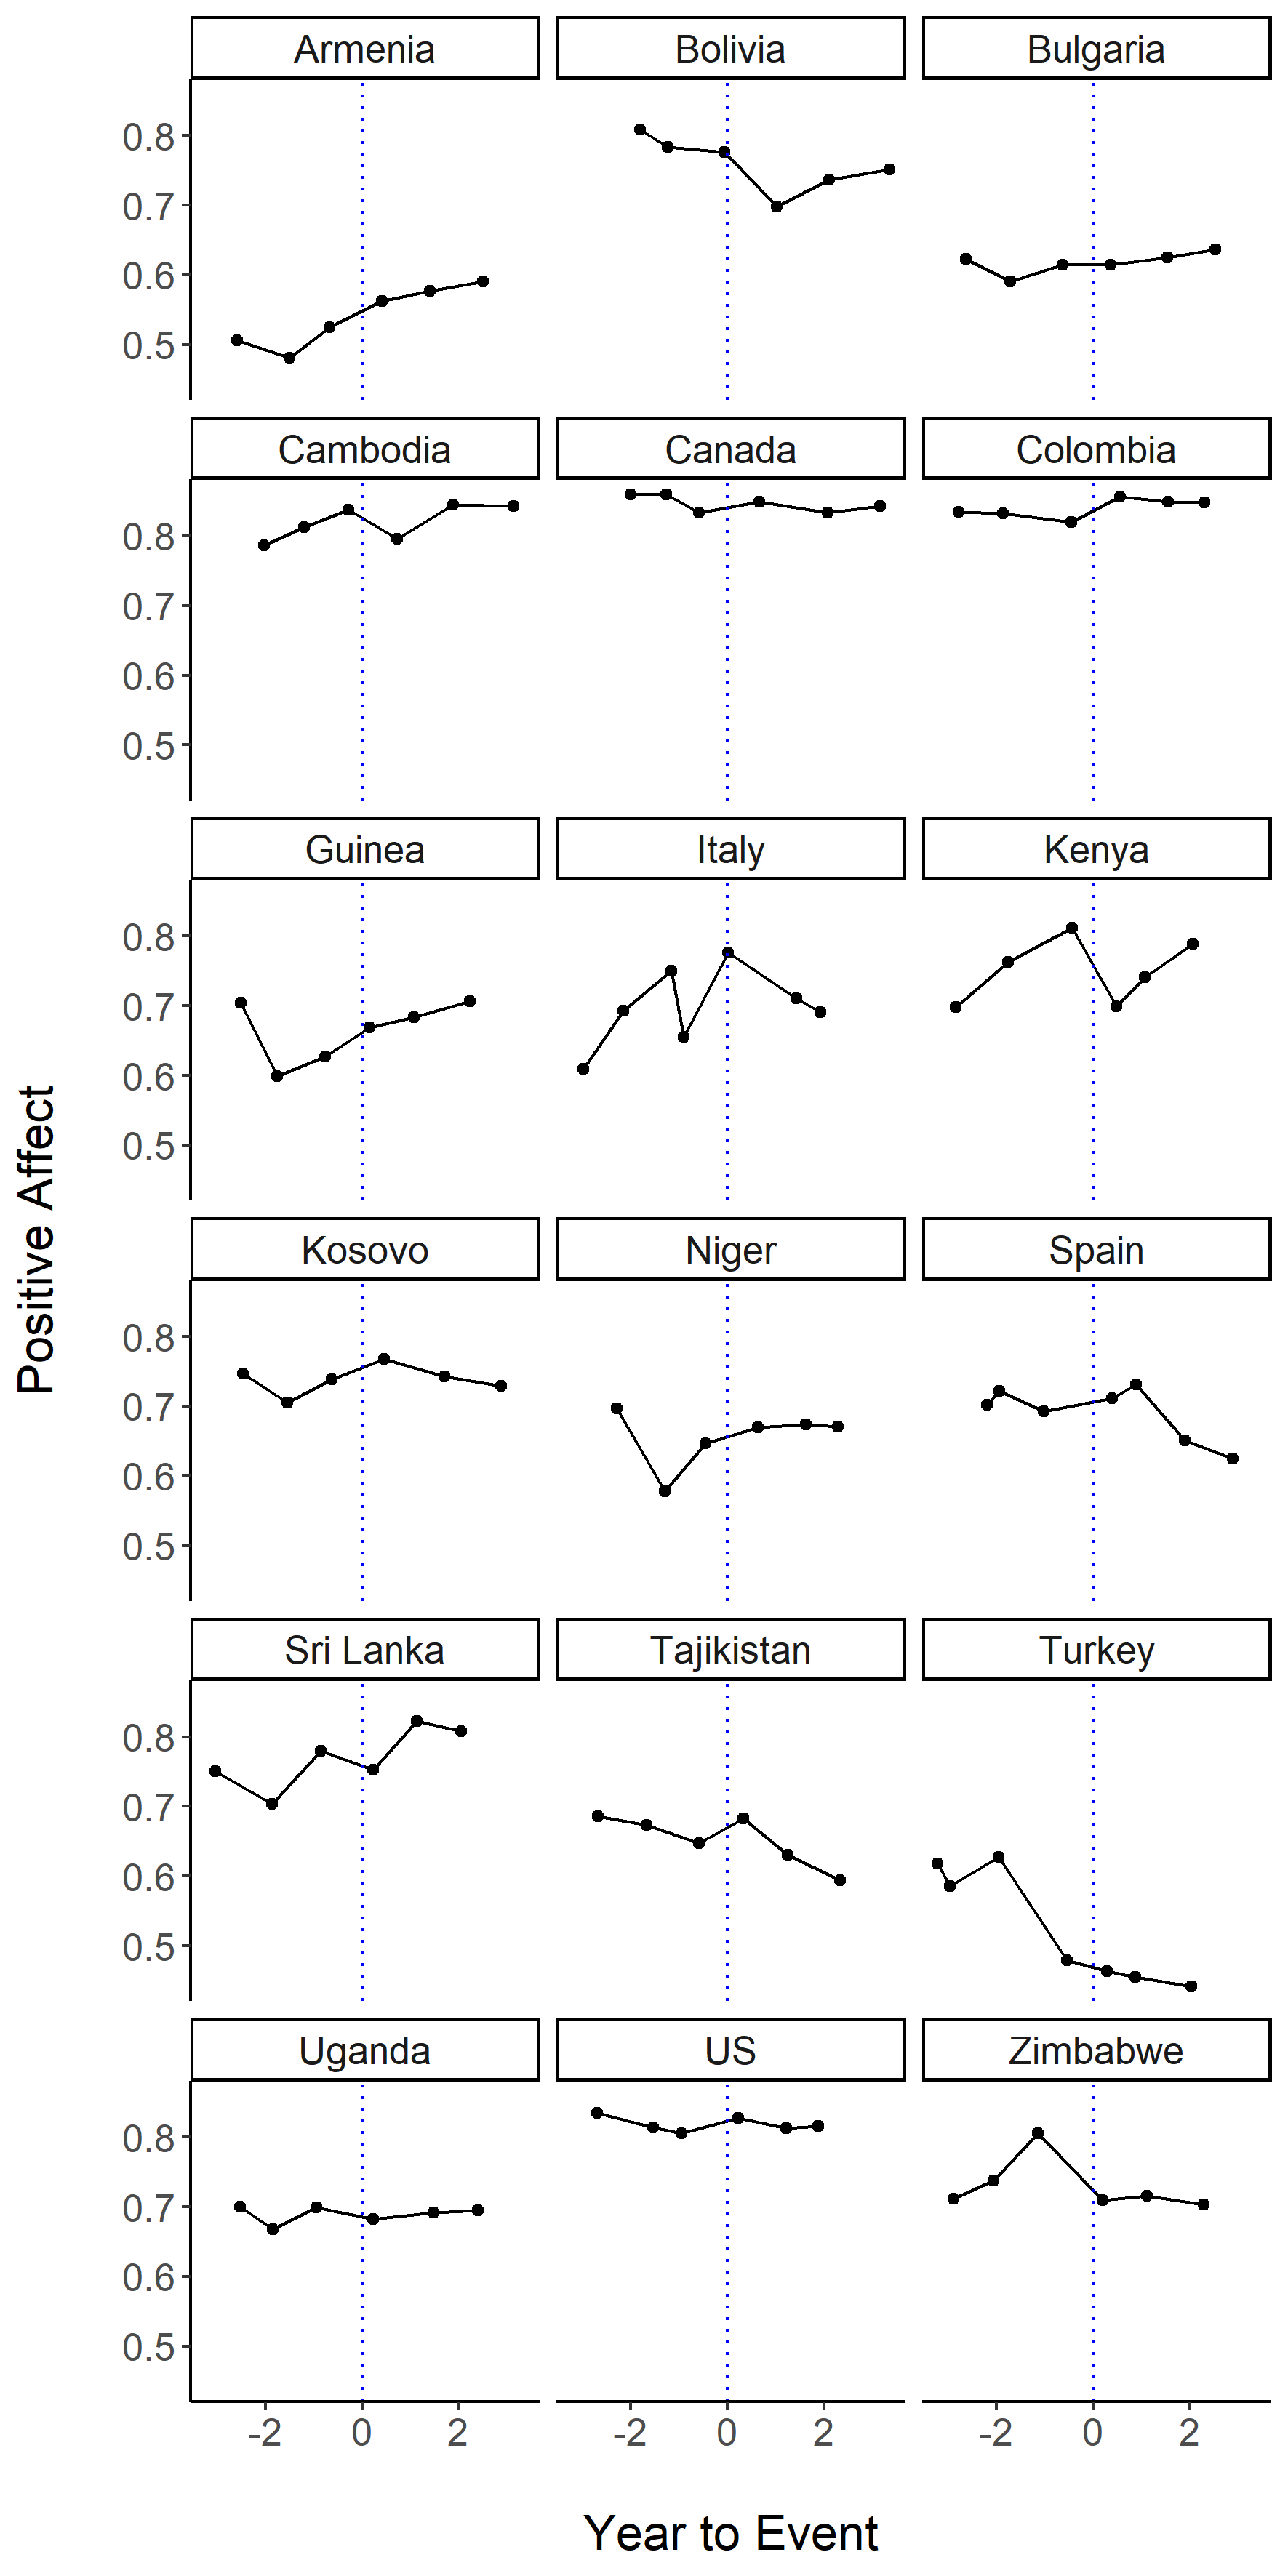 Armenia Bolivia Bulgaria
0.8
0.7
0.6
0.5
Cambodia Canada Colombia
0.8
0.7
0.6
0.5
Guinea Italy Kenya
0.8
0.7
0.6
0.5
Positive Affect
Kosovo Niger Spain
0.8
0.7
0.6
0.5
Sri Lanka Tajikistan Turkey
0.8
0.7
0.6
0.5
Uganda US Zimbabwe
0.8
0.7
0.6
0.5
-2 0 2 -2 0 2 -2 0 2
Year to Event